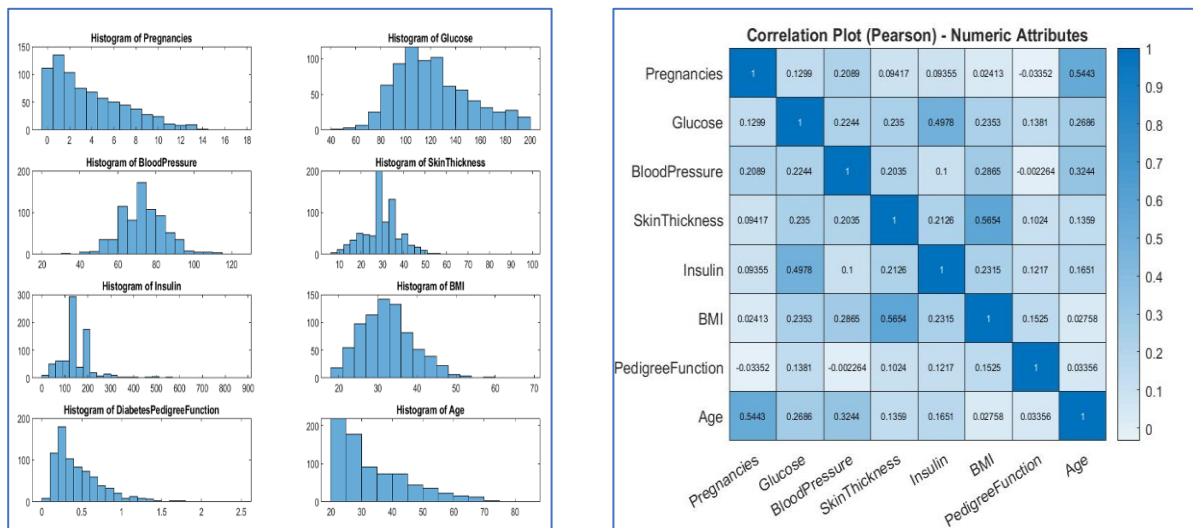 Histogram of Pregnancies
150
100
50
0
0 2 4 6 8 10 12 14 16 18
Histogram of Glucose
100
50
0
40 60 80 100 120 140 160 180 200
Histogram of BloodPressure
200
100
0
20 40 60 80 100 120
Histogram of SkinThickness
200
100
0
10 20 30 40 50 60 70 80 90 100
Histogram of Insulin
300
200
100
0
0 100 200 300 400 500 600 700 800 900
Histogram of BMI
150
100
50
0
20 30 40 50 60 70
Histogram of DiabetesPedigreeFunction
200
100
0
0 0.5 1 1.5 2 2.5
Histogram of Age
200
100
0
20 30 40 50 60 70 80
Correlation Plot (Pearson) - Numeric Attributes
Pregnancies 1 0.1299 0.2089 0.09417 0.09355 0.02413 -0.03352 0.5443
Glucose 0.1299 1 0.2244 0.235 0.4978 0.2353 0.1381 0.2686
BloodPressure 0.2089 0.2244 1 0.2035 0.1 0.2865 -0.002264 0.3244
SkinThickness 0.09417 0.235 0.2035 1 0.2126 0.5654 0.1024 0.1359
Insulin 0.09355 0.4978 0.1 0.2126 1 0.2315 0.1217 0.1651
BMI 0.02413 0.2353 0.2865 0.5654 0.2315 1 0.1525 0.02758
PedigreeFunction -0.03352 0.1381 -0.002264 0.1024 0.1217 0.1525 1 0.03356
Age 0.5443 0.2686 0.3244 0.1359 0.1651 0.02758 0.03356 1
Pregnancies Glucose BloodPressure SkinThickness Insulin BMI PedigreeFunction Age
1
0.9
0.8
0.7
0.6
0.5
0.4
0.3
0.2
0.1
0